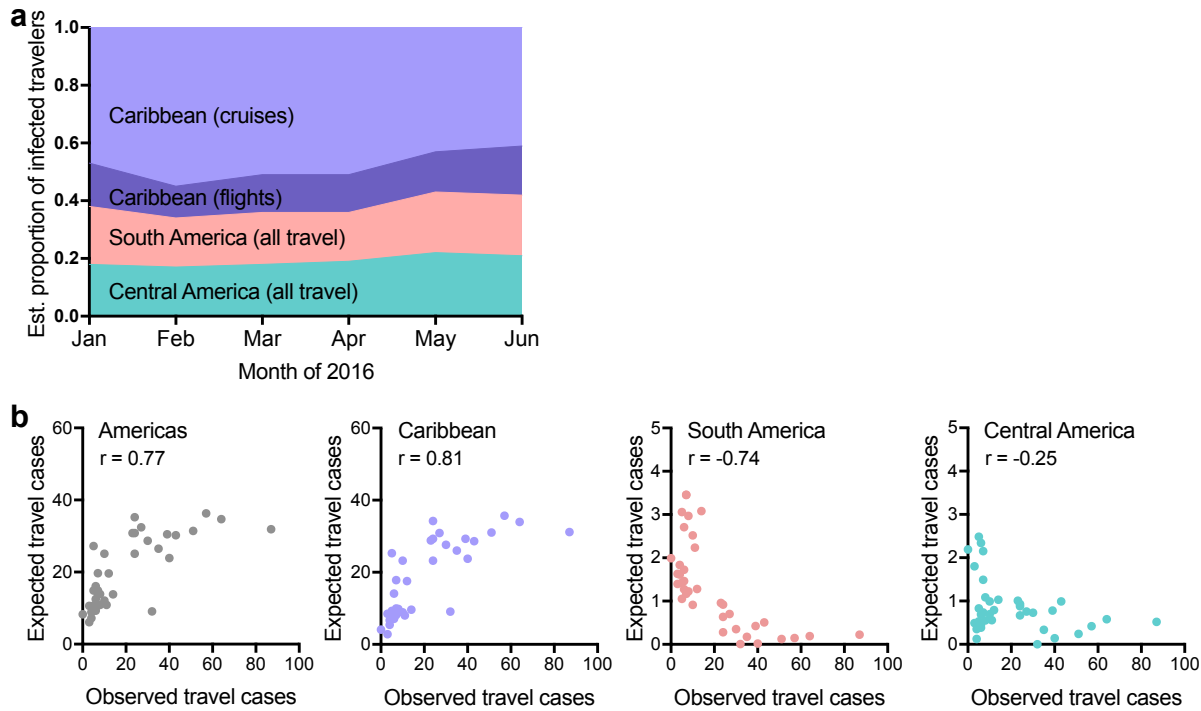 a
Est. proportion of infected travelers
1.0
0.8
0.6
0.4
0.2
0.0
Caribbean (cruises)
Caribbean (flights)
South America (all travel)
Central America (all travel)
Jan Feb Mar Apr May Jun
Month of 2016
b
Expected travel cases
60
40
20
0
Americas
r = 0.77
0 20 40 60 80 100
Observed travel cases
Expected travel cases
60
40
20
0
Caribbean
r = 0.81
0 20 40 60 80 100
Observed travel cases
Expected travel cases
5
4
3
2
1
0
South America
r = -0.74
0 20 40 60 80 100
Observed travel cases
Expected travel cases
5
4
3
2
1
0
Central America
r = -0.25
0 20 40 60 80 100
Observed travel cases